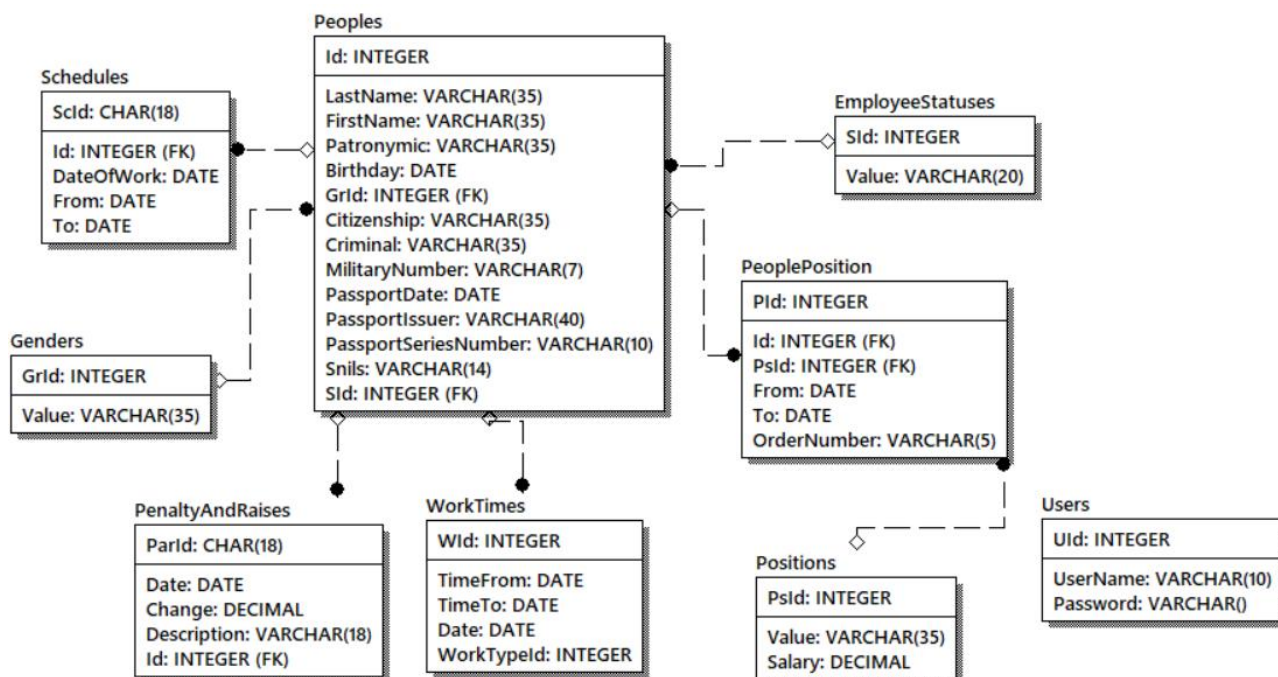 Peoples
Id: INTEGER
LastName: VARCHAR(35)
FirstName: VARCHAR(35)
Patronymic: VARCHAR(35)
Birthday: DATE
GrId: INTEGER (FK)
Citizenship: VARCHAR(35)
Criminal: VARCHAR(35)
MilitaryNumber: VARCHAR(7)
PassportDate: DATE
PassportIssuer: VARCHAR(40)
PassportSeriesNumber: VARCHAR(10)
Snils: VARCHAR(14)
SId: INTEGER (FK)
Schedules
ScId: CHAR(18)
Id: INTEGER (FK)
DateOfWork: DATE
From: DATE
To: DATE
EmployeeStatuses
SId: INTEGER
Value: VARCHAR(20)
PeoplePosition
PId: INTEGER
Id: INTEGER (FK)
PsId: INTEGER (FK)
From: DATE
To: DATE
OrderNumber: VARCHAR(5)
Genders
GrId: INTEGER
Value: VARCHAR(35)
PenaltyAndRaises
ParId: CHAR(18)
Date: DATE
Change: DECIMAL
Description: VARCHAR(18)
Id: INTEGER (FK)
WorkTimes
WId: INTEGER
TimeFrom: DATE
TimeTo: DATE
Date: DATE
WorkTypeId: INTEGER
Positions
PsId: INTEGER
Value: VARCHAR(35)
Salary: DECIMAL
Users
UId: INTEGER
UserName: VARCHAR(10)
Password: VARCHAR()